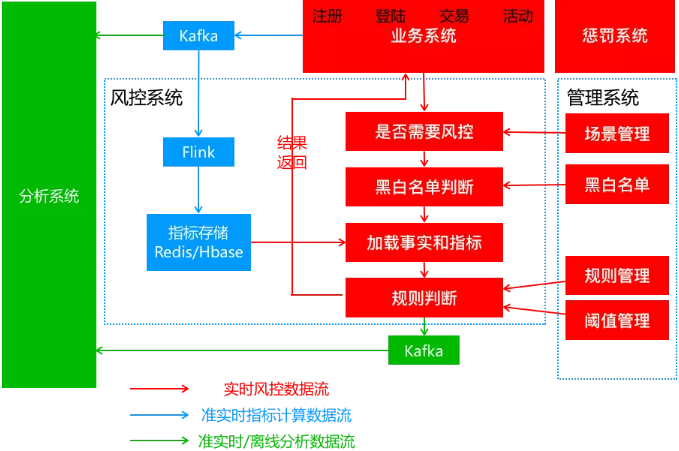 注册 登陆 交易 活动
Kafka
业务系统
惩罚系统
风控系统
管理系统
是否需要风控
场景管理
结果
返回
Flink
黑白名单判断
黑白名单
分析系统
指标存储
Redis/Hbase
加载事实和指标
规则管理
规则判断
阈值管理
Kafka
实时风控数据流
准实时指标计算数据流
准实时/离线分析数据流